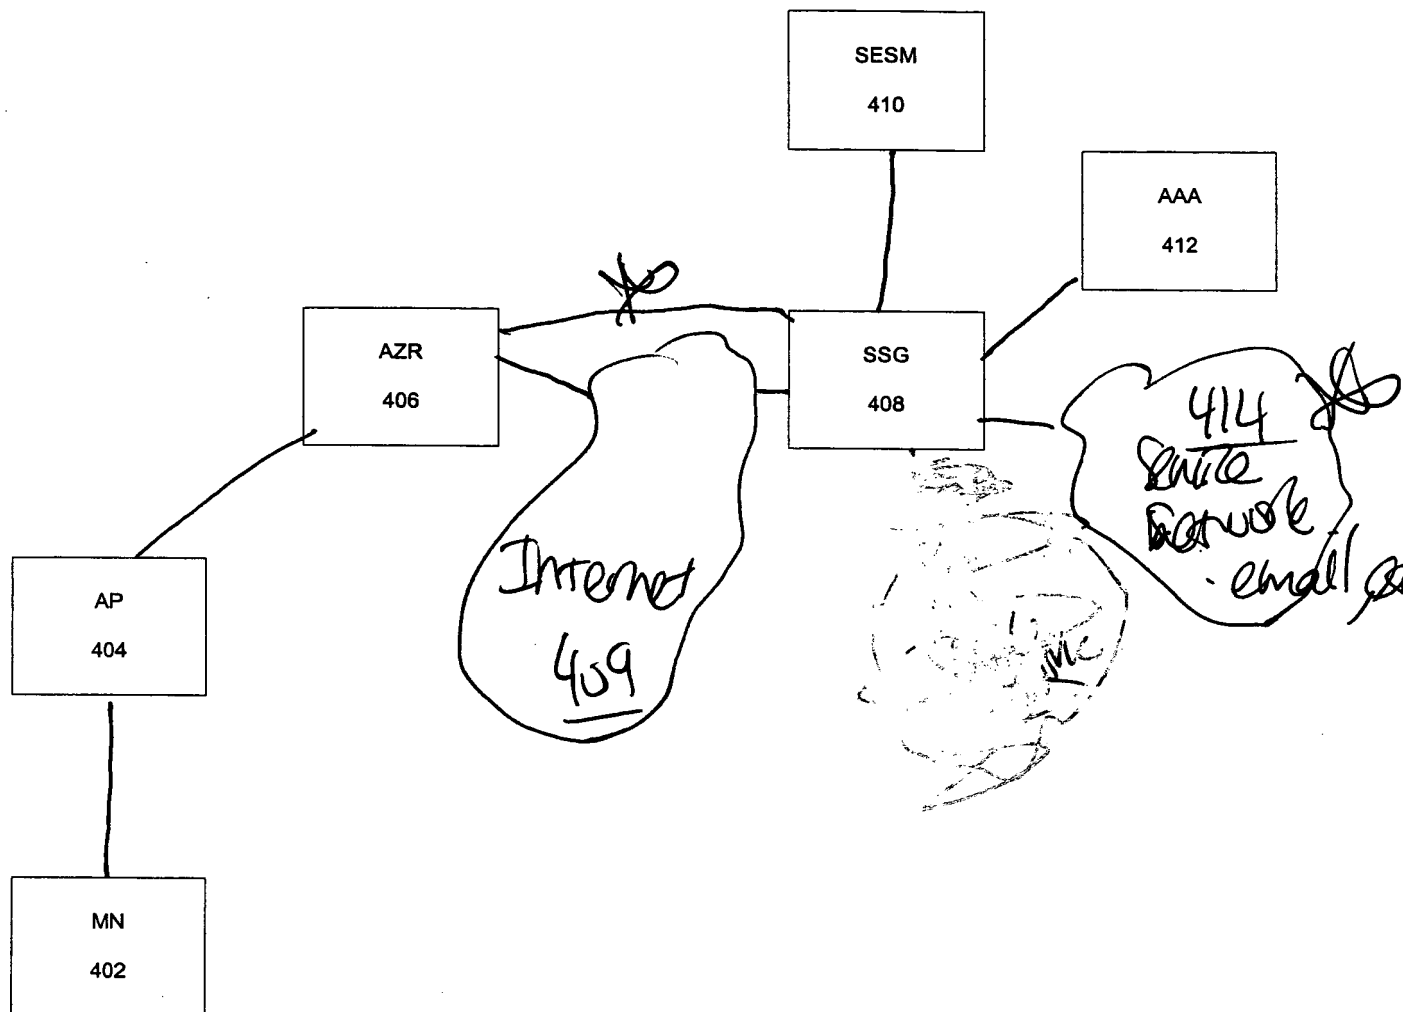 SESM
410
AAA
412
AZR
406
SSG
408
414
Service
Network
email
Internet
409
AP
404
MN
402